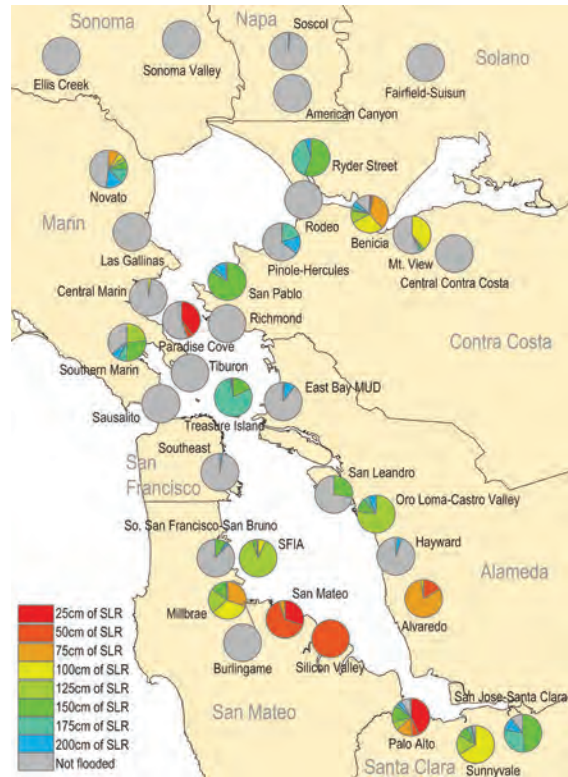 Sonoma
Napa
Soscol
Solano
Ellis Creek
Sonoma Valley
Fairfield-Suisun
American Canyon
Ryder Street
Novato
Marin
Rodeo
Benicia
Las Gallinas
Pinole-Hercules
Mt. View
Central Contra Costa
Central Marin
San Pablo
Richmond
Paradise Cove
Contra Costa
Southern Marin
Tiburon
East Bay MUD
Sausalito
Treasure Island
Southeast
San
Francisco
San Leandro
Oro Loma-Castro Valley
So. San Francisco-San Bruno
SFIA
Hayward
Alameda
Millbrae
San Mateo
Alvaredo
Burlingame
Silicon Valley
25cm of SLR
50cm of SLR
75cm of SLR
100cm of SLR
125cm of SLR
150cm of SLR
175cm of SLR
200cm of SLR
Not flooded
San Mateo
San Jose-Santa Clara
Palo Alto
Santa Clara
Sunnyvale